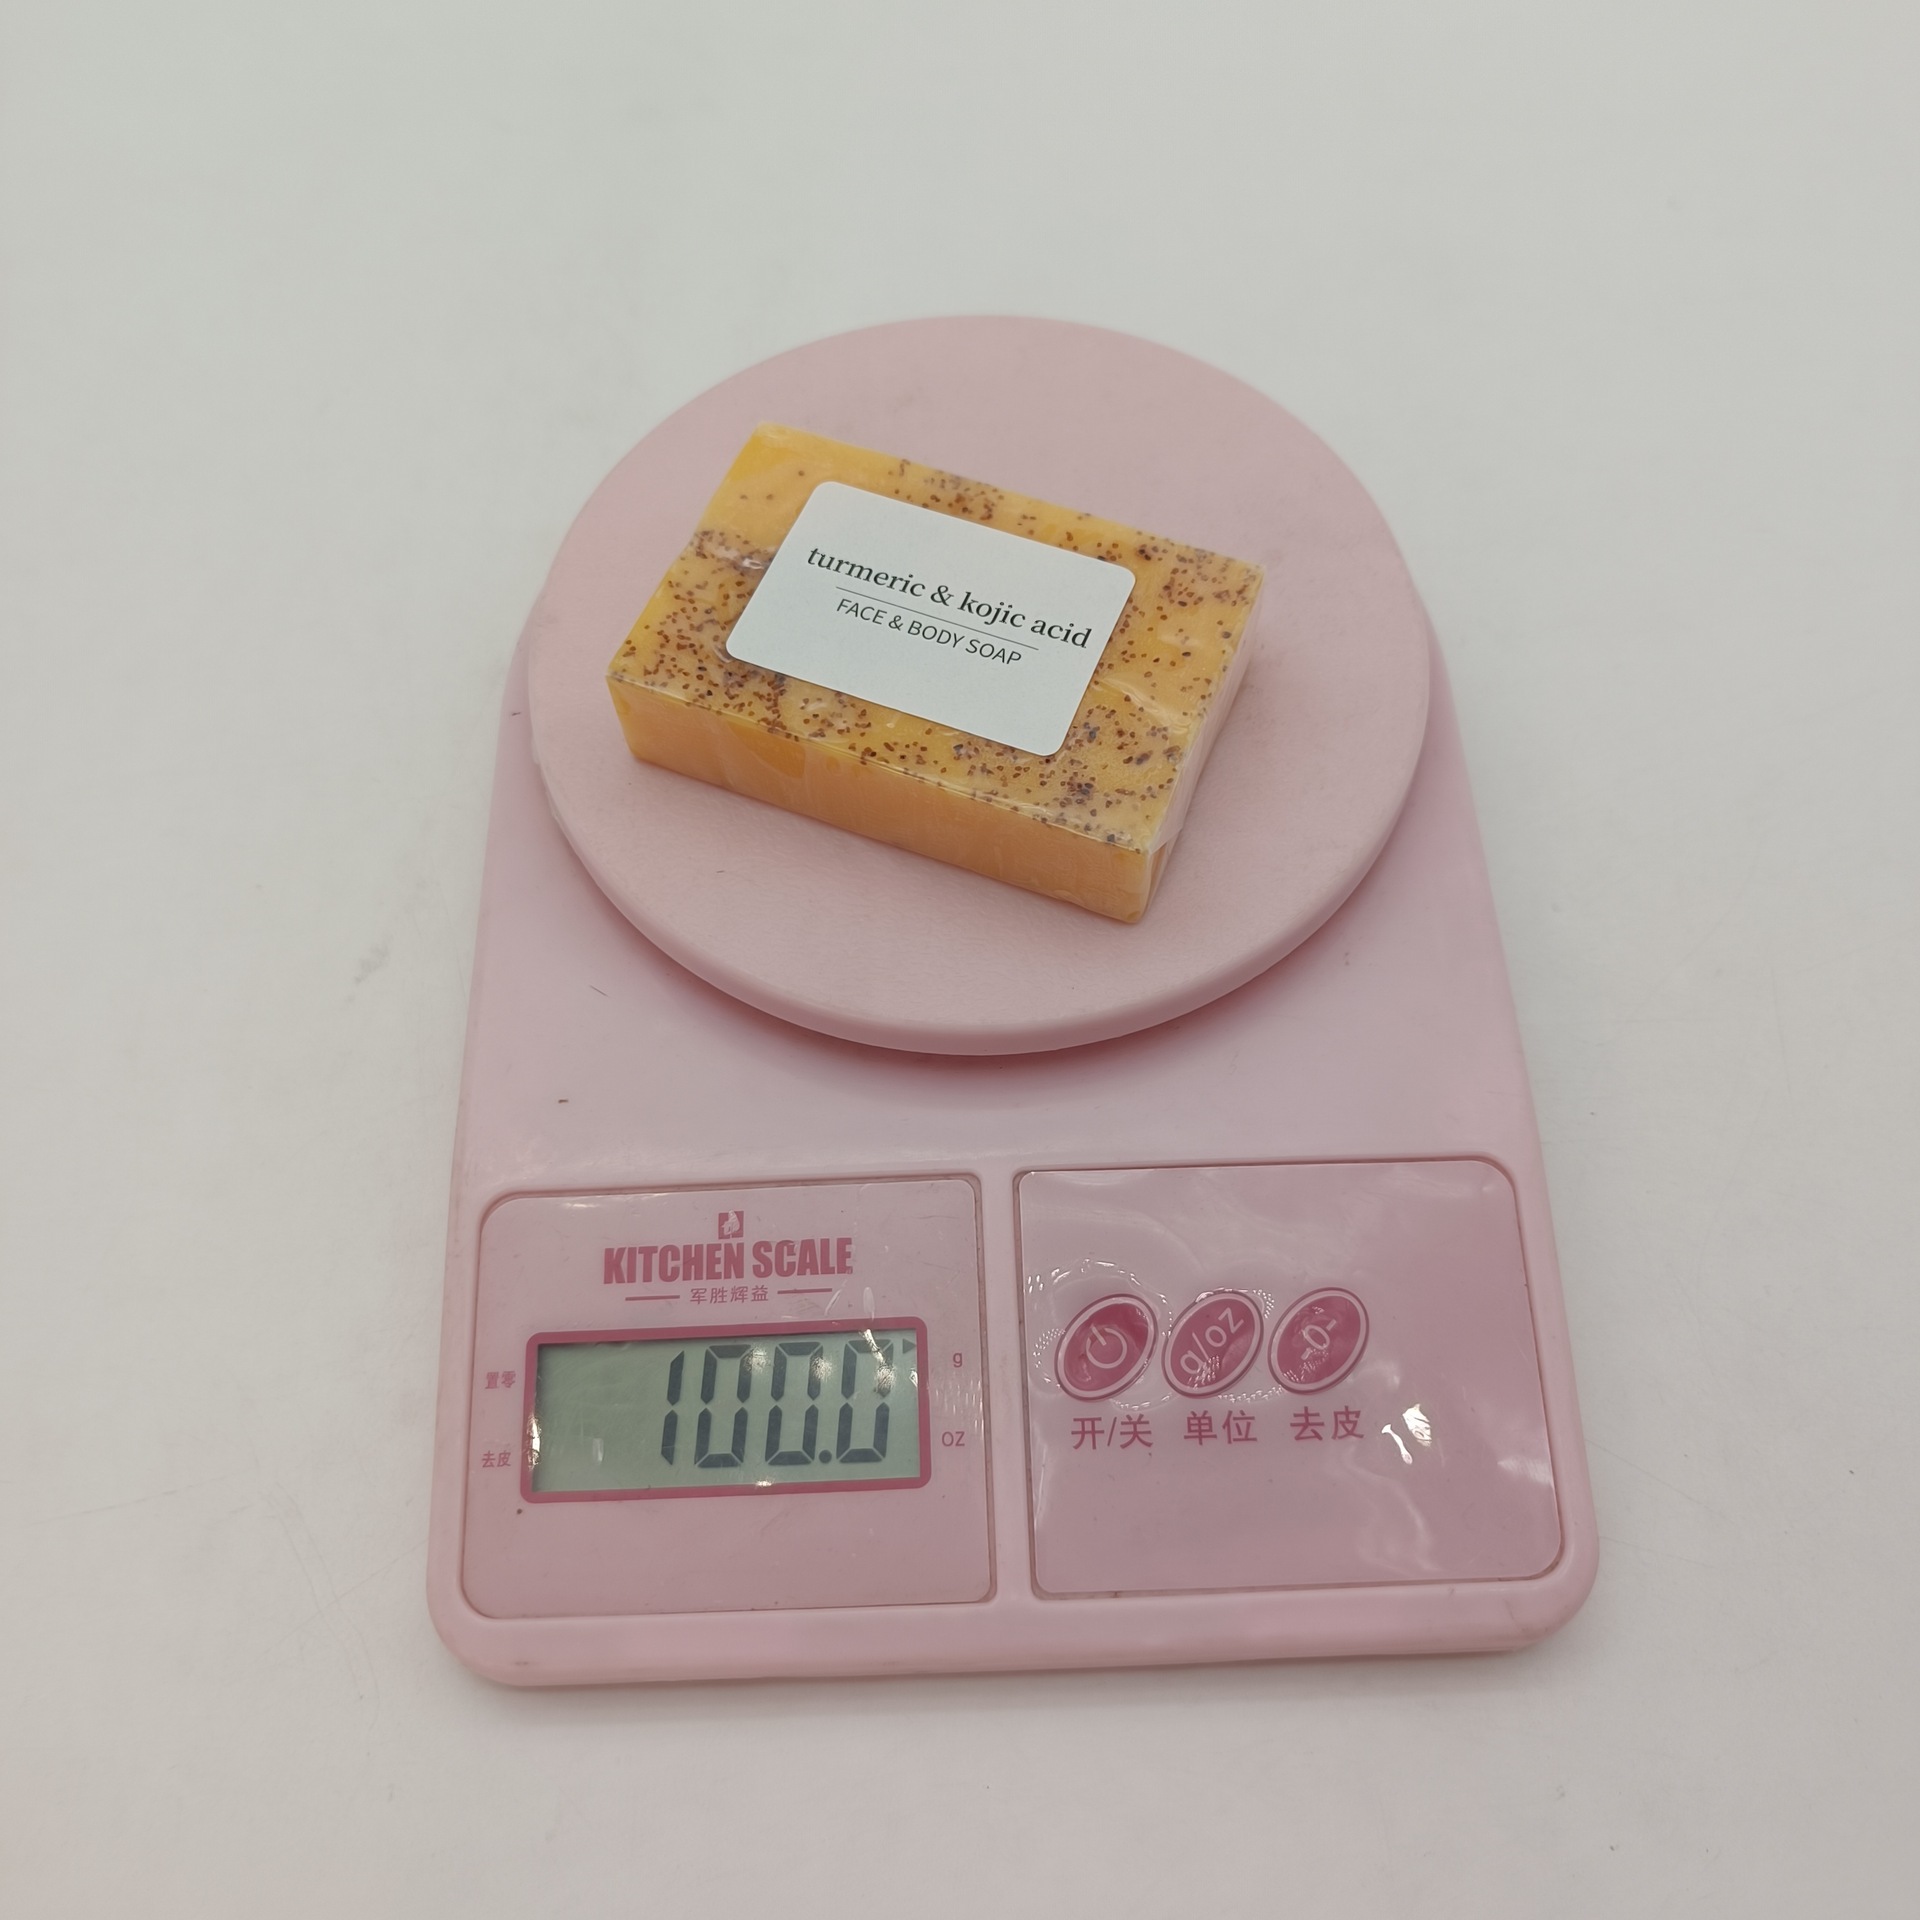 turmeric & kojic acid
FACE & BODY SOAP
KITCHEN SCALE
军胜辉益
置零
去皮
100.0
g
OZ
g/oz
-0-
开/关
单位
去皮